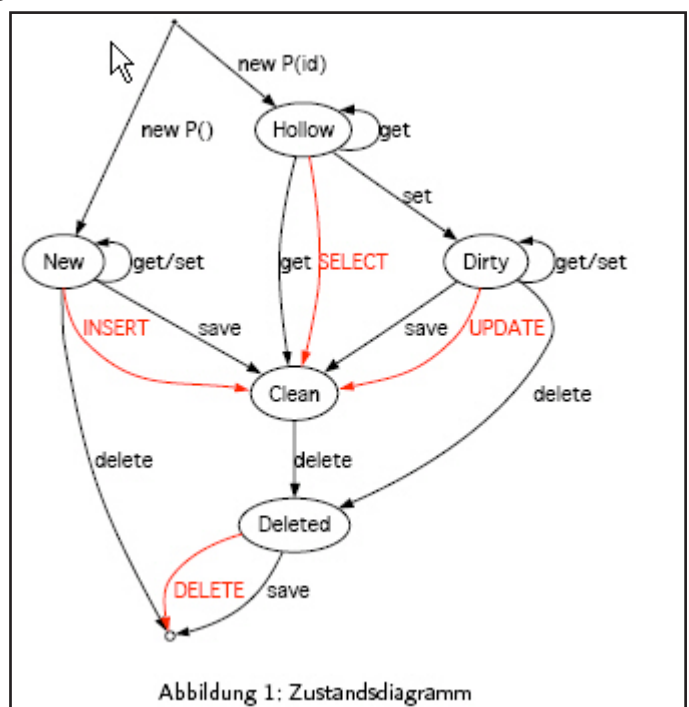 new P(id)
new P()
Hollow
get
set
New
get/set
get
SELECT
Dirty
get/set
INSERT
save
save
UPDATE
Clean
delete
delete
delete
Deleted
DELETE
save
Abbildung 1: Zustandsdiagramm